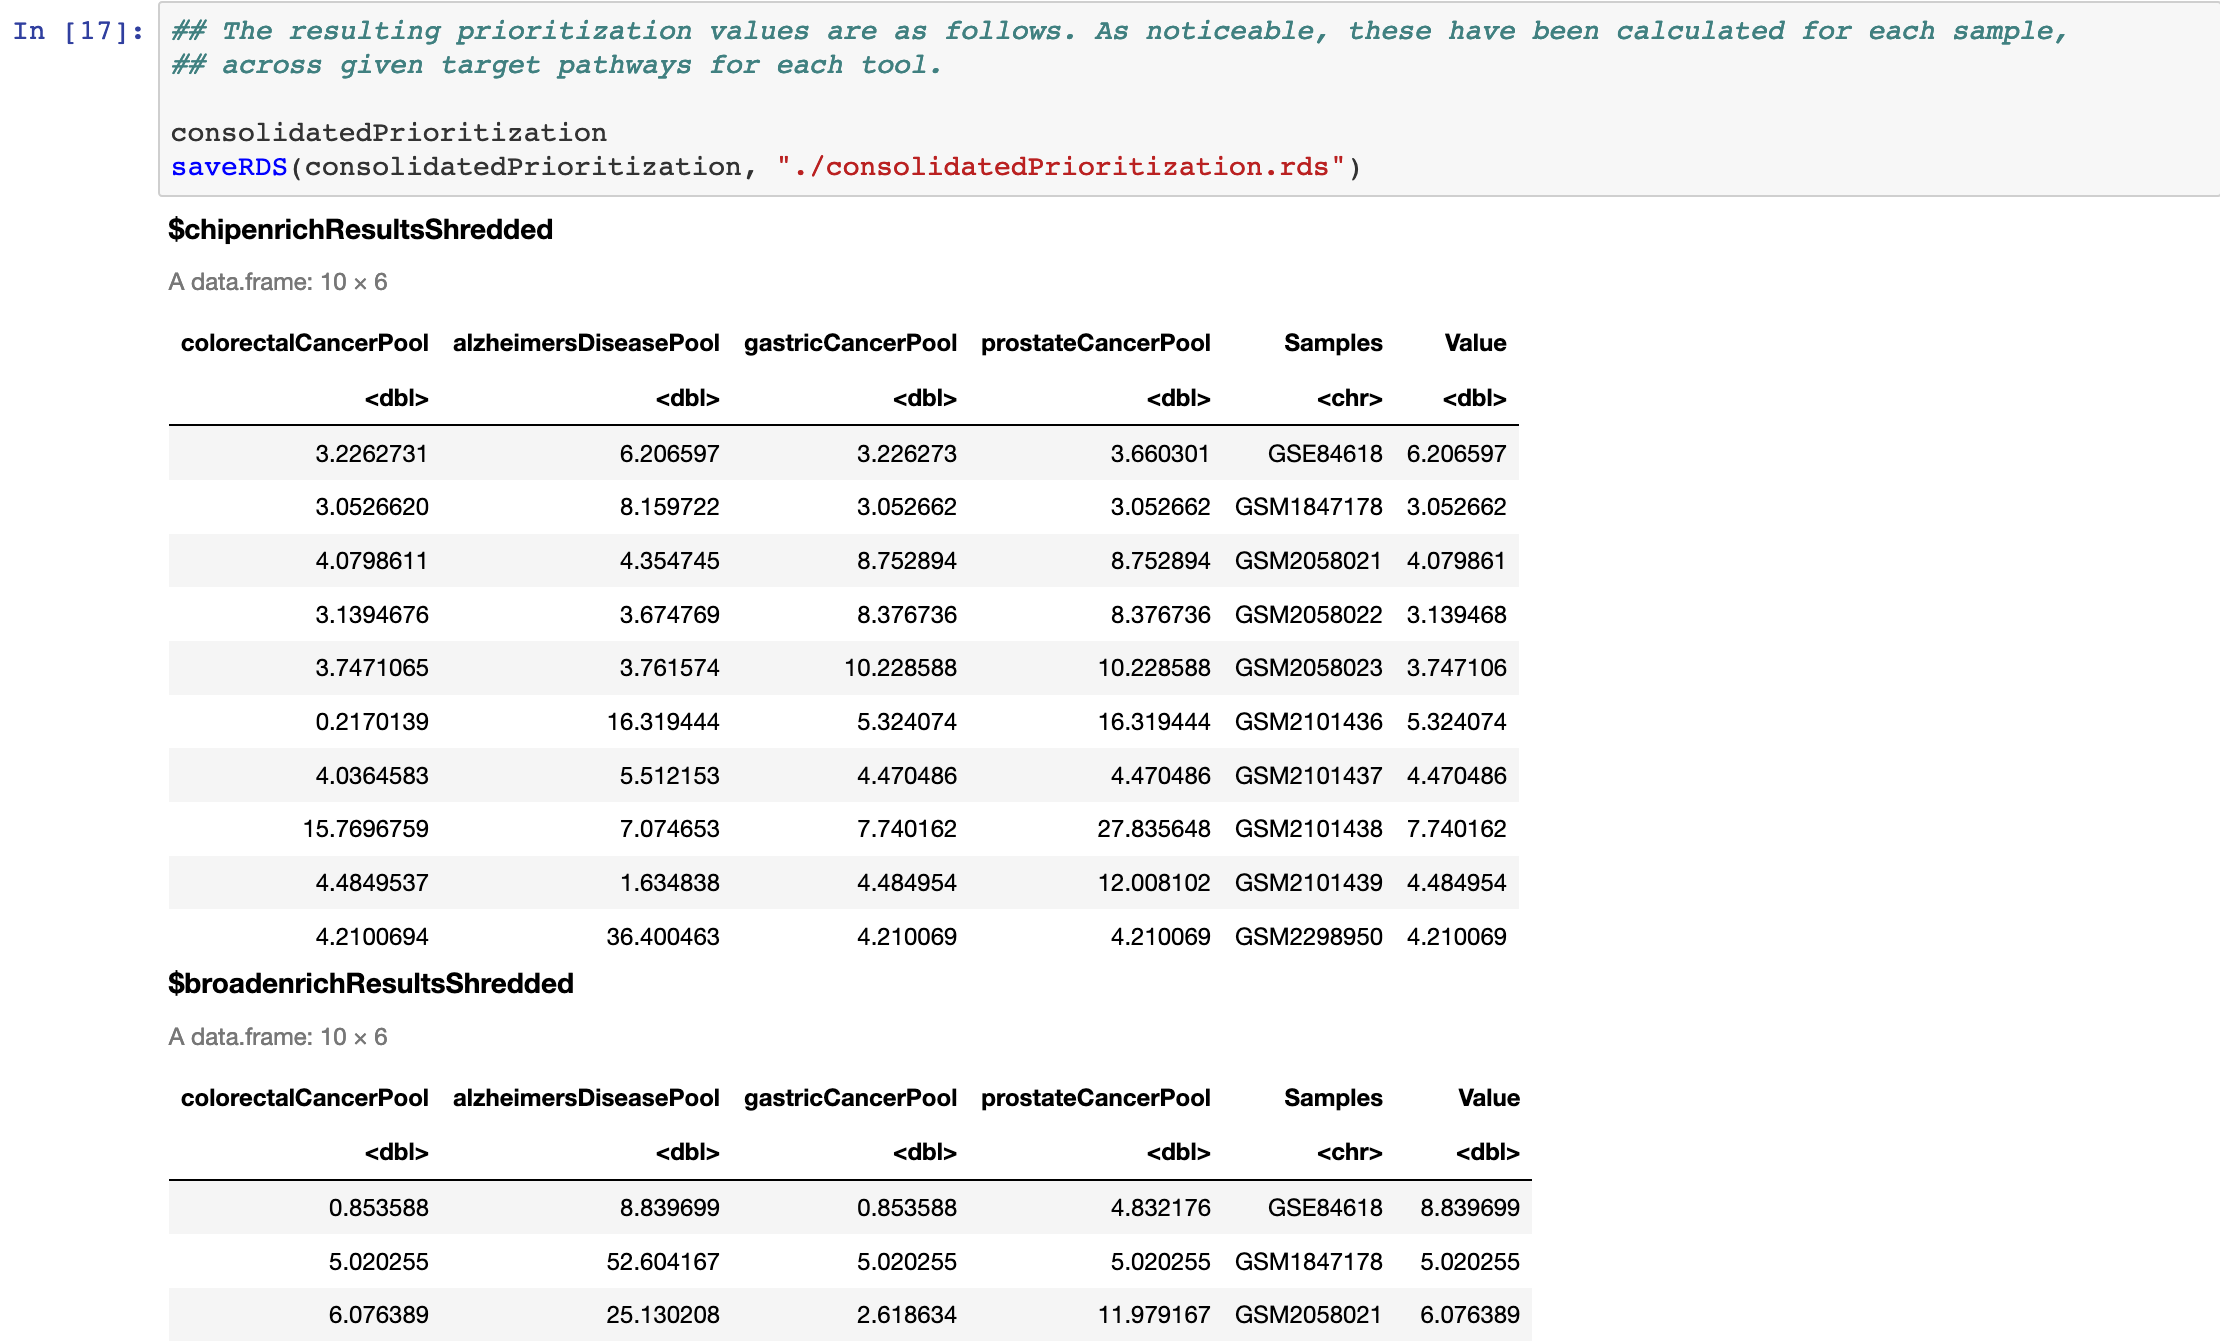 In [17]: ## The resulting prioritization values are as follows. As noticeable, these have been calculated for each sample,
## across given target pathways for each tool.
consolidatedPrioritization
saveRDS(consolidatedPrioritization, "./consolidatedPrioritization.rds")
$chipenrichResultsShredded
A data.frame: 10 × 6
colorectalCancerPool alzheimersDiseasePool gastricCancerPool prostateCancerPool Samples Value
<dbl> <dbl> <dbl> <dbl> <chr> <dbl>
3.2262731 6.206597 3.226273 3.660301 GSE84618 6.206597
3.0526620 8.159722 3.052662 3.052662 GSM1847178 3.052662
4.0798611 4.354745 8.752894 8.752894 GSM2058021 4.079861
3.1394676 3.674769 8.376736 8.376736 GSM2058022 3.139468
3.7471065 3.761574 10.228588 10.228588 GSM2058023 3.747106
0.2170139 16.319444 5.324074 16.319444 GSM2101436 5.324074
4.0364583 5.512153 4.470486 4.470486 GSM2101437 4.470486
15.7696759 7.074653 7.740162 27.835648 GSM2101438 7.740162
4.4849537 1.634838 4.484954 12.008102 GSM2101439 4.484954
4.2100694 36.400463 4.210069 4.210069 GSM2298950 4.210069
$broadenrichResultsShredded
A data.frame: 10 × 6
colorectalCancerPool alzheimersDiseasePool gastricCancerPool prostateCancerPool Samples Value
<dbl> <dbl> <dbl> <dbl> <chr> <dbl>
0.853588 8.839699 0.853588 4.832176 GSE84618 8.839699
5.020255 52.604167 5.020255 5.020255 GSM1847178 5.020255
6.076389 25.130208 2.618634 11.979167 GSM2058021 6.076389